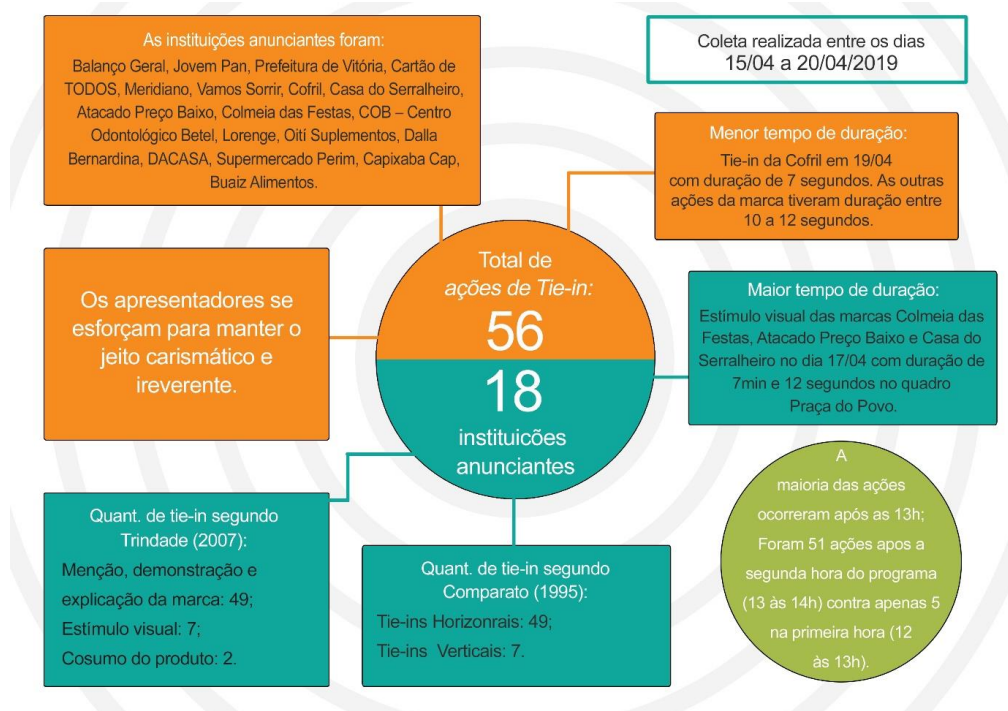 As instituições anunciantes foram:
Balanço Geral, Jovem Pan, Prefeitura de Vitória, Cartão de
TODOS, Meridiano, Vamos Sorrir, Cofril, Casa do Serralheiro,
Atacado Preço Baixo, Colmeia das Festas, COB – Centro
Odontológico Betel, Lorenge, Oití Suplementos, Dalla
Bernardina, DACASA, Supermercado Perim, Capixaba Cap,
Buaiz Alimentos.
Coleta realizada entre os dias
15/04 a 20/04/2019
Menor tempo de duração:
Tie-in da Cofril em 19/04
com duração de 7 segundos. As outras
ações da marca tiveram duração entre
10 a 12 segundos.
Os apresentadores se
esforçam para manter o
jeito carismático e
ireverente.
Total de
ações de Tie-in:
56
18
instituicões
anunciantes
Maior tempo de duração:
Estimulo visual das marcas Colmeia das
Festas, Atacado Preço Baixo e Casa do
Serralheiro no dia 17/04 com duração de
7min e 12 segundos no quadro
Praça do Povo.
Quant. de tie-in segundo
Trindade (2007):
Menção, demonstração e
explicação da marca: 49;
Estímulo visual: 7;
Cosumo do produto: 2.
Quant. de tie-in segundo
Comparato (1995):
Tie-ins Horizonrais: 49;
Tie-ins Verticais: 7.
A
maioria das ações
ocorreram após as 13h;
Foram 51 ações apos a
segunda hora do programa
(13 às 14h) contra apenas 5
na primeira hora (12
às 13h).